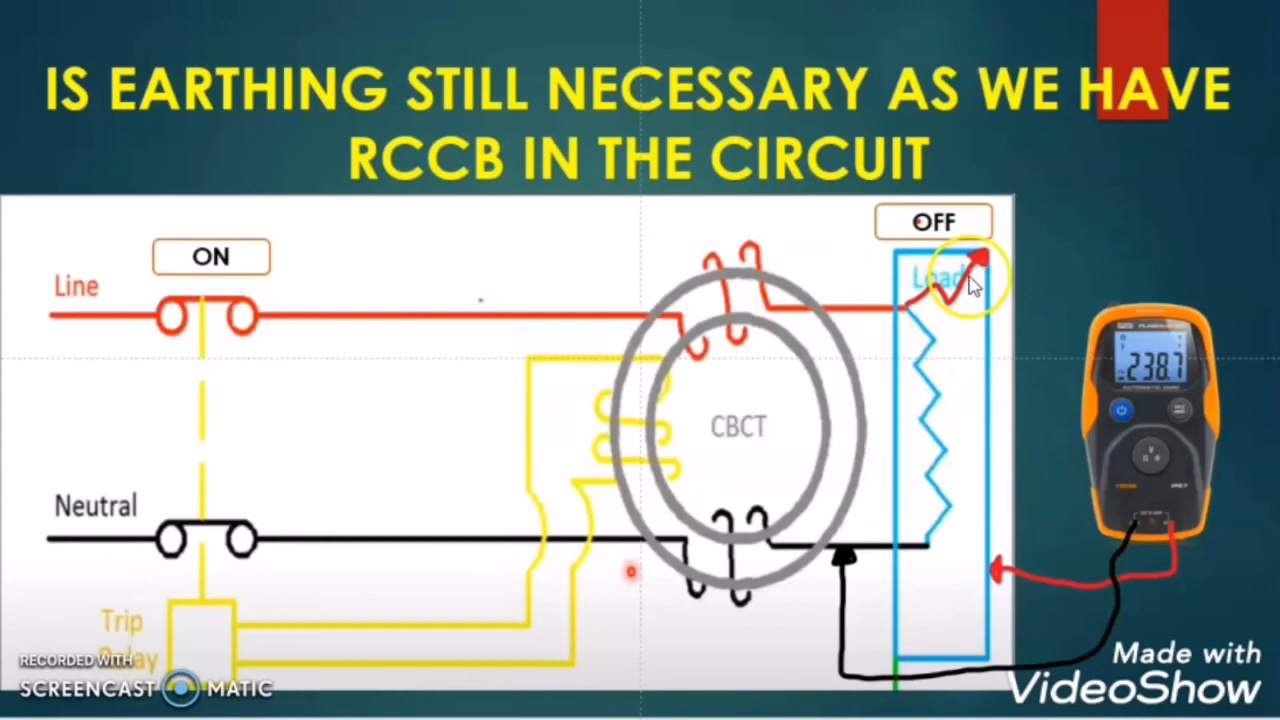 IS EARTHING STILL NECESSARY AS WE HAVE
RCCB IN THE CIRCUIT
OFF
ON
Line
Load
238.7
CBCT
Neutral
Trip
Relay
RECORDED WITH
SCREENCAST MATIC
Made with
VideoShow